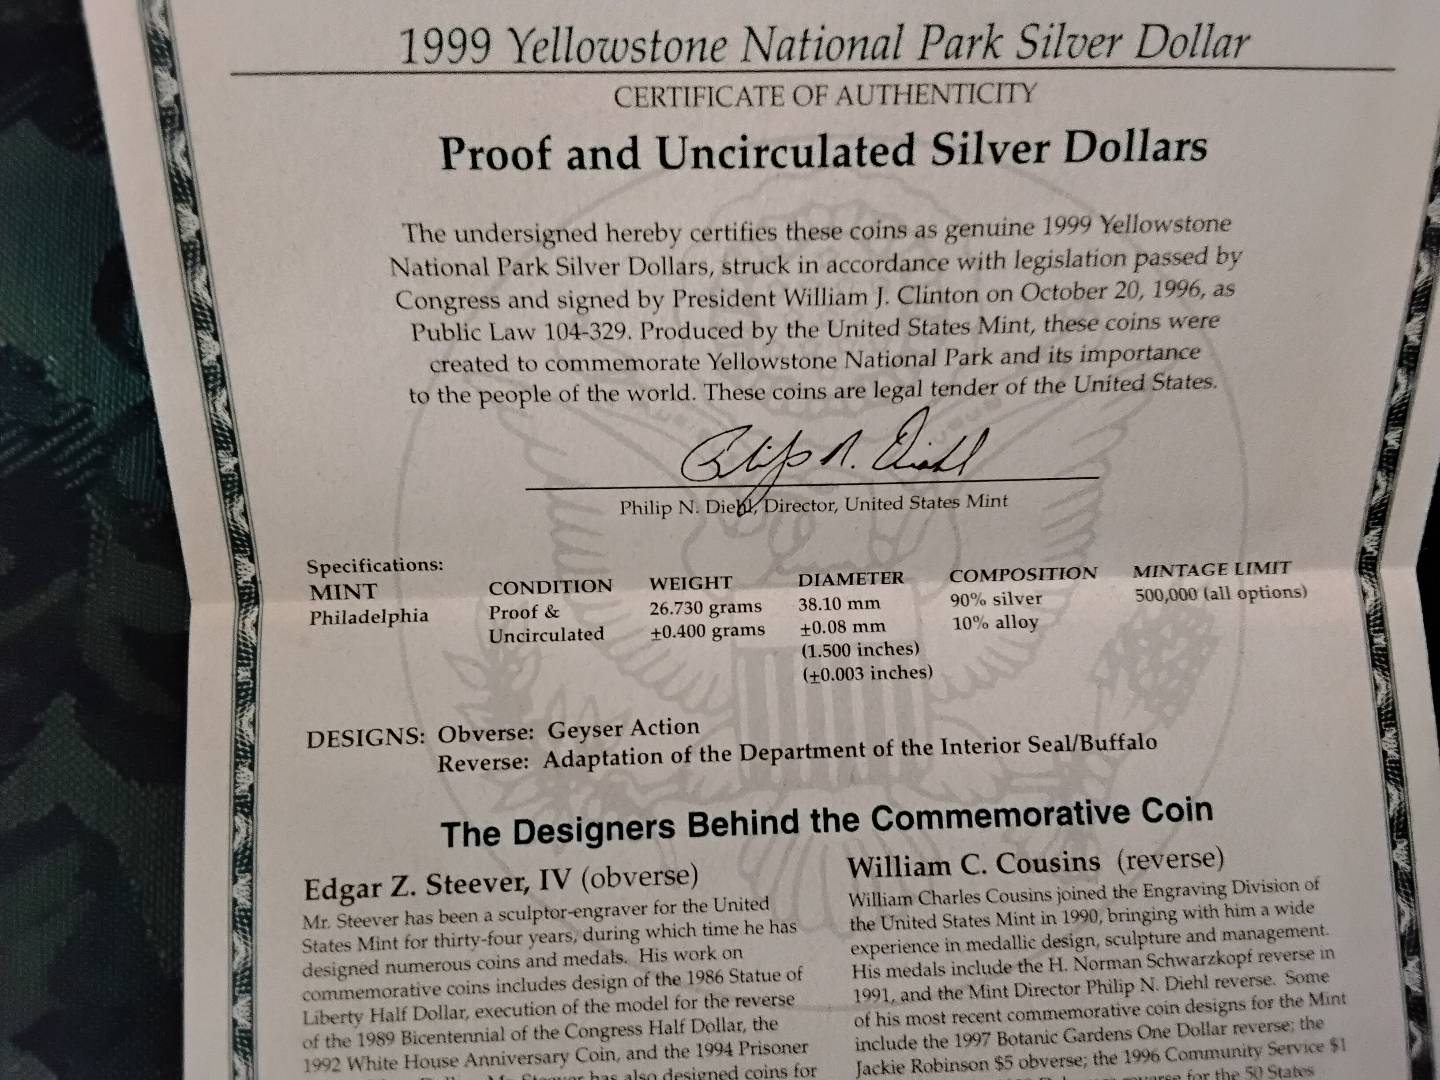 1999 Yellowstone National Park Silver Dollar
CERTIFICATE OF AUTHENTICITY
Proof and Uncirculated Silver Dollars
The undersigned hereby certifies these coins as genuine 1999 Yellowstone
National Park Silver Dollars, struck in accordance with legislation passed by
Congress and signed by President William J. Clinton on October 20, 1996, as
Public Law 104-329. Produced by the United States Mint, these coins were
created to commemorate Yellowstone National Park and its importance
to the people of the world. These coins are legal tender of the United States.
Philip N. Diehl
Philip N. Diehl, Director, United States Mint
Specifications:
MINT CONDITION WEIGHT DIAMETER COMPOSITION MINTAGE LIMIT
Philadelphia Proof & 26.730 grams 38.10 mm 90% silver 500,000 (all options)
Uncirculated ±0.400 grams ±0.08 mm 10% alloy
(1.500 inches)
(±0.003 inches)
DESIGNS: Obverse: Geyser Action
Reverse: Adaptation of the Department of the Interior Seal/Buffalo
The Designers Behind the Commemorative Coin
Edgar Z. Steever, IV (obverse)
Mr. Steever has been a sculptor-engraver for the United
States Mint for thirty-four years, during which time he has
designed numerous coins and medals. His work on
commemorative coins includes design of the 1986 Statue of
Liberty Half Dollar, execution of the model for the reverse
of the 1989 Bicentennial of the Congress Half Dollar, the
1992 White House Anniversary Coin, and the 1994 Prisoner
has also designed coins for
William C. Cousins (reverse)
William Charles Cousins joined the Engraving Division of
the United States Mint in 1990, bringing with him a wide
experience in medallic design, sculpture and management.
His medals include the H. Norman Schwarzkopf reverse in
1991, and the Mint Director Philip N. Diehl reverse. Some
of his most recent commemorative coin designs for the Mint
include the 1997 Botanic Gardens One Dollar reverse; the
Jackie Robinson $5 obverse; the 1996 Community Service $1
for the 50 States